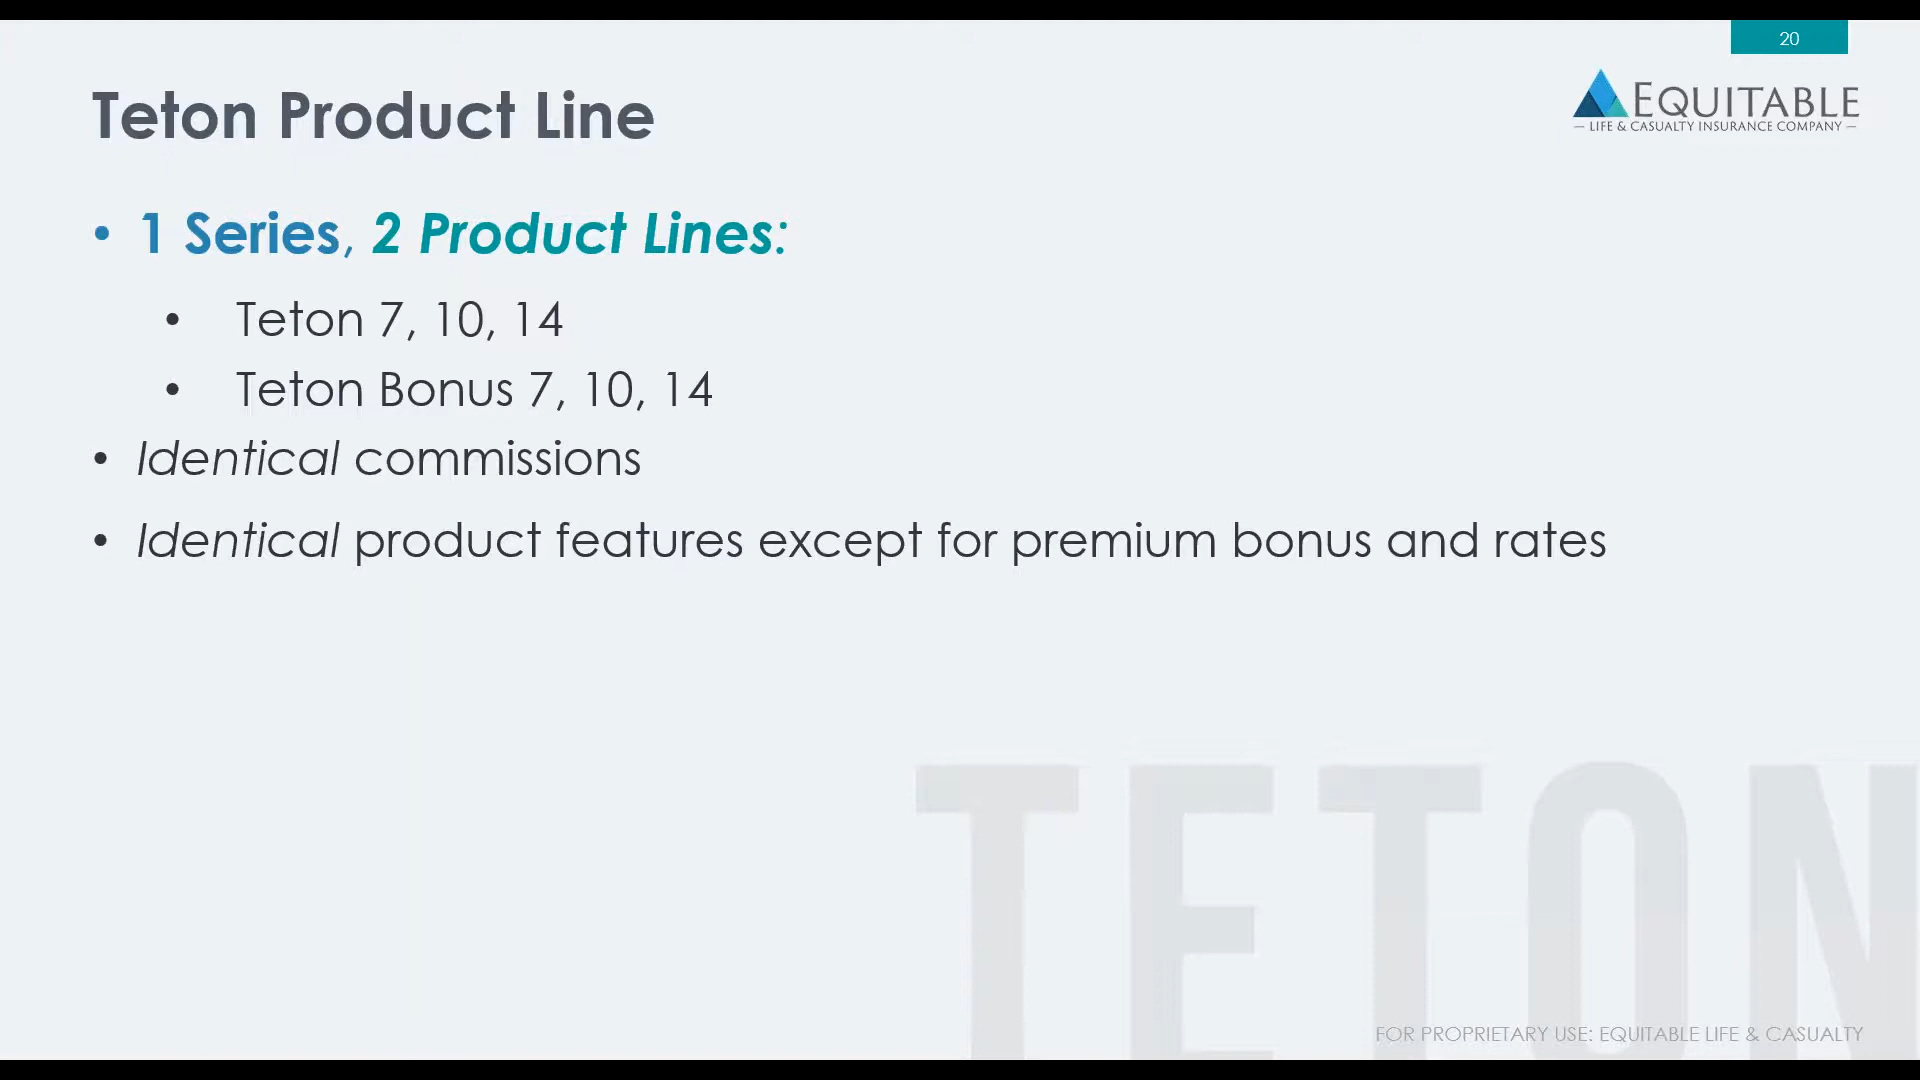 20
EQUITABLE
– LIFE & CASUALTY INSURANCE COMPANY –
Teton Product Line
• 1 Series, 2 Product Lines:
• Teton 7, 10, 14
• Teton Bonus 7, 10, 14
• Identical commissions
• Identical product features except for premium bonus and rates
TETON
FOR PROPRIETARY USE: EQUITABLE LIFE & CASUALTY